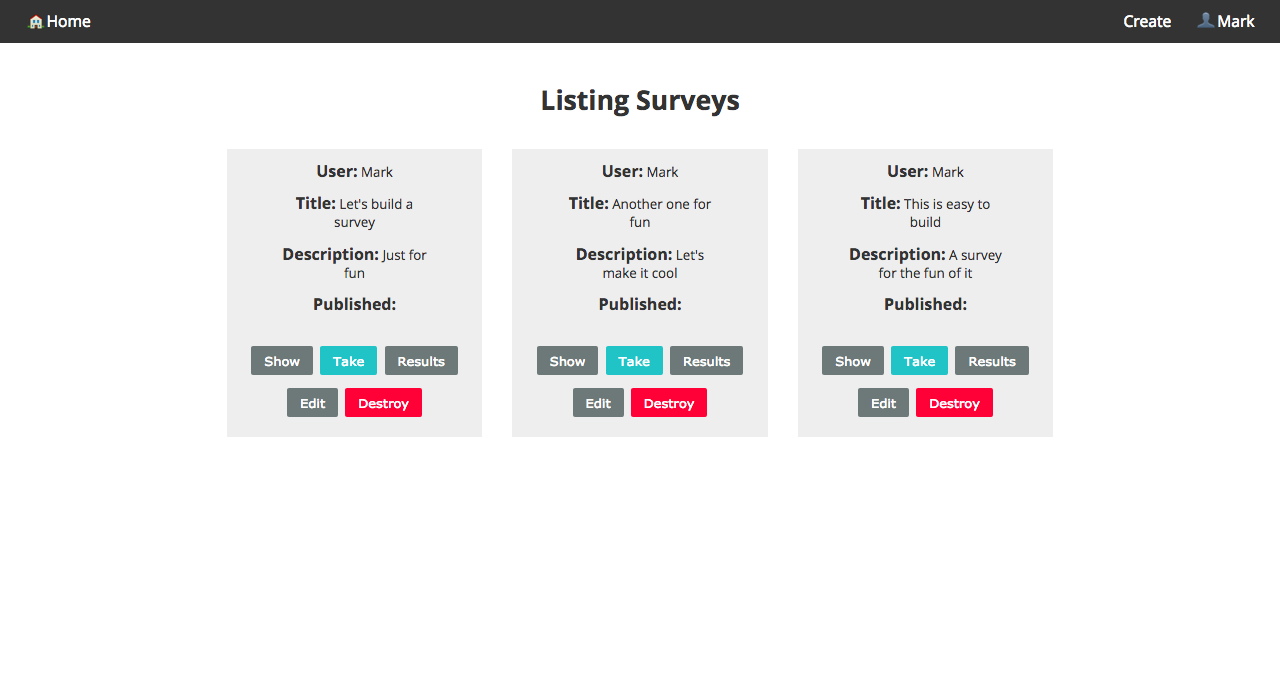 Home Create Mark
Listing Surveys
User: Mark
Title: Let's build a
survey
Description: Just for
fun
Published:
Show Take Results
Edit Destroy
User: Mark
Title: Another one for
fun
Description: Let's
make it cool
Published:
Show Take Results
Edit Destroy
User: Mark
Title: This is easy to
build
Description: A survey
for the fun of it
Published:
Show Take Results
Edit Destroy